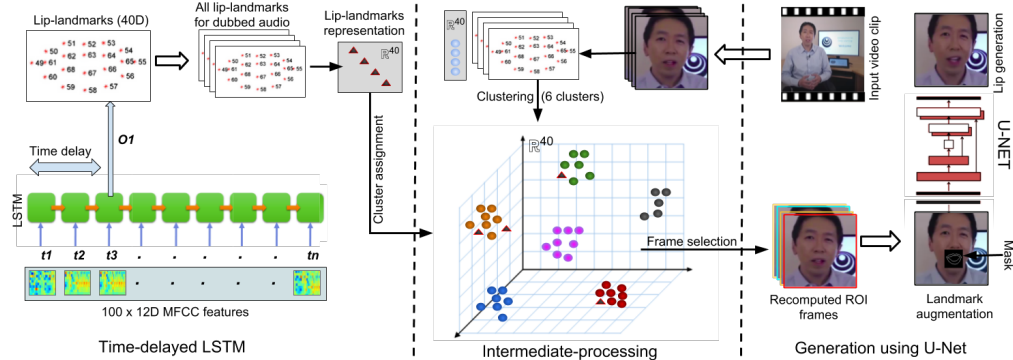 Lip-landmarks (40D)
51 52 53
50 54
62 63 64
49 61 65 55
68 67 66
60 56
59 58 57
All lip-landmarks
for dubbed audio
Lip-landmarks
representation
ℝ40
O1
Time delay
LSTM
t1 t2 t3 . . . . . tn
. . . . .
100 x 12D MFCC features
Time-delayed LSTM
Cluster assignment
ℝ40
Clustering (6 clusters)
ℝ40
Frame selection
Intermediate-processing
Input video clip
Lip generation
U-NET
Mask
Recomputed ROI
frames
Landmark
augmentation
Generation using U-Net